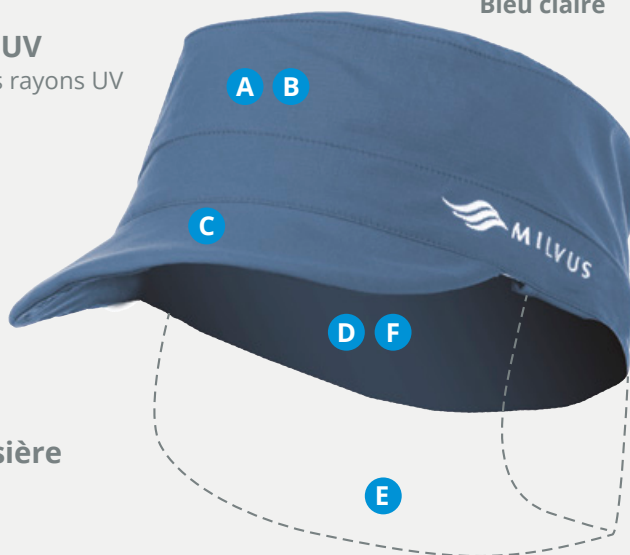 Bleu claire
UV
s rayons UV
A B
C
MILVUS
D F
sière
E